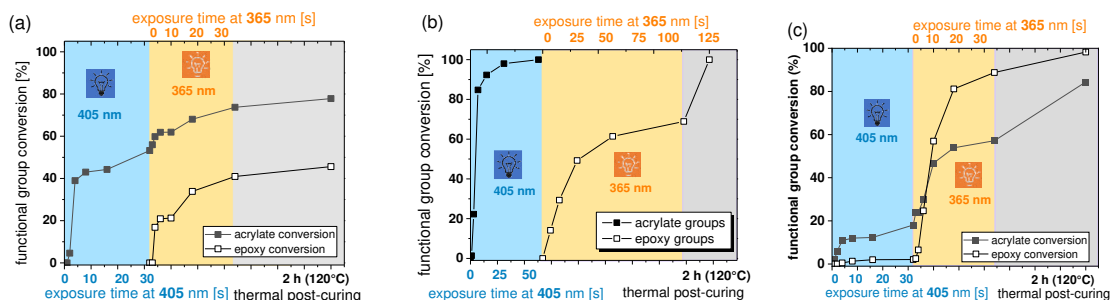 (a)
exposure time at 365 nm [s]
0 10 20 30
functional group conversion [%]
100
80
60
40
20
0
405 nm
365 nm
acrylate conversion
epoxy conversion
0 10 20 30
2 h (120°C)
exposure time at 405 nm [s]
thermal post-curing
(b)
exposure time at 365 nm [s]
0 25 50 75 100 125
functional group conversion [%]
100
80
60
40
20
0
405 nm
365 nm
acrylate groups
epoxy groups
0 25 50
2 h (120°C)
exposure time at 405 nm [s]
thermal post-curing
(c)
exposure time at 365 nm [s]
0 10 20 30
functional group conversion (%)
100
80
60
40
20
0
405 nm
365 nm
acrylate conversion
epoxy conversion
0 10 20 30
2 h (120°C)
exposure time at 405 nm [s]
thermal post-curing